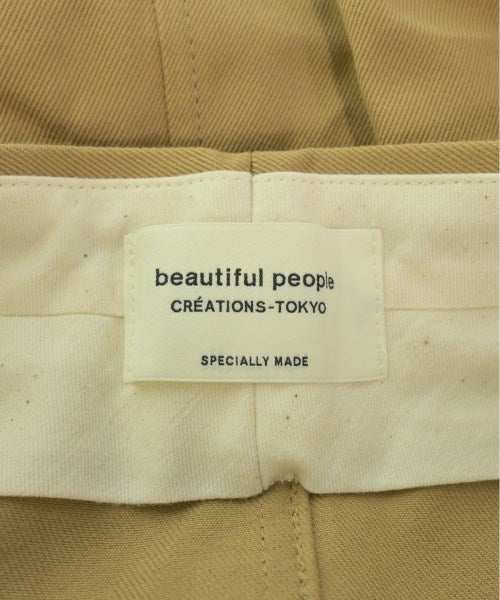 beautiful people
CRÉATIONS-TOKYO
SPECIALLY MADE